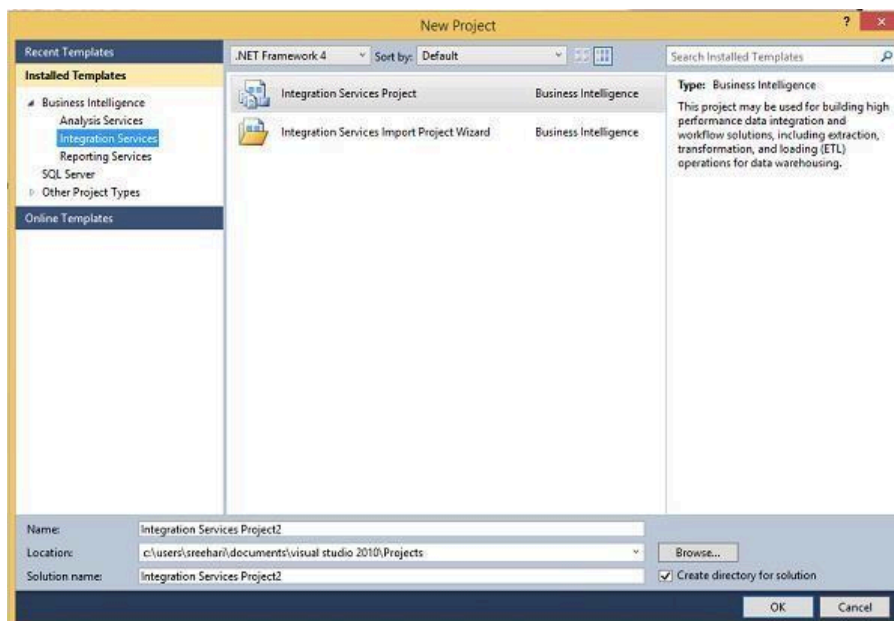 New Project
?
x
Recent Templates
Installed Templates
Business Intelligence
Analysis Services
Integration Services
Reporting Services
SQL Server
Other Project Types
Online Templates
.NET Framework 4
Sort by: Default
Integration Services Project Business Intelligence
Integration Services Import Project Wizard Business Intelligence
Search Installed Templates
Type: Business Intelligence
This project may be used for building high
performance data integration and
workflow solutions, including extraction,
transformation, and loading (ETL)
operations for data warehousing.
Name: Integration Services Project2
Location: c:\users\sreehari\documents\visual studio 2010\Projects
Browse...
Solution name: Integration Services Project2
Create directory for solution
OK
Cancel